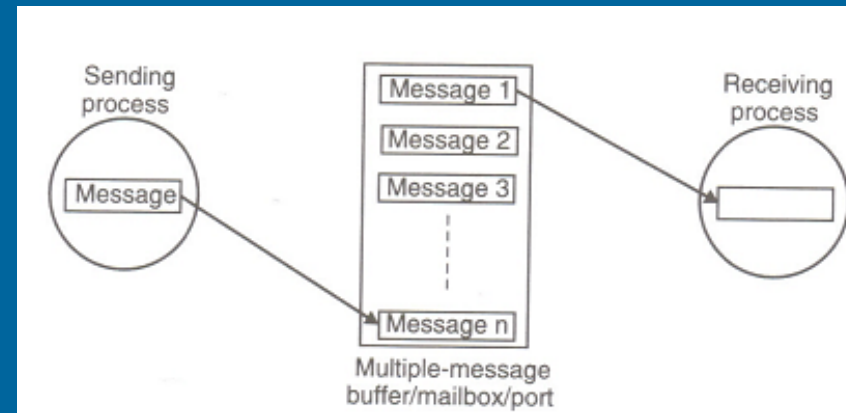 Sending
process
Message
Message 1
Message 2
Message 3
Message n
Multiple-message
buffer/mailbox/port
Receiving
process